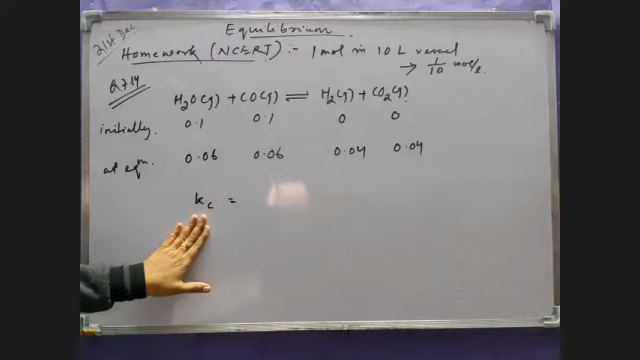 Equilibrium
21st Dec
Homework (NCERT) :- 1 mol in 10 L vessel
→ 1/10 mol/L.
Q 7.14
H₂O(g) + CO(g) ⇌ H₂(g) + CO₂(g)
initially. 0.1 0.1 0 0
at eqm. 0.06 0.06 0.04 0.04
Kc =